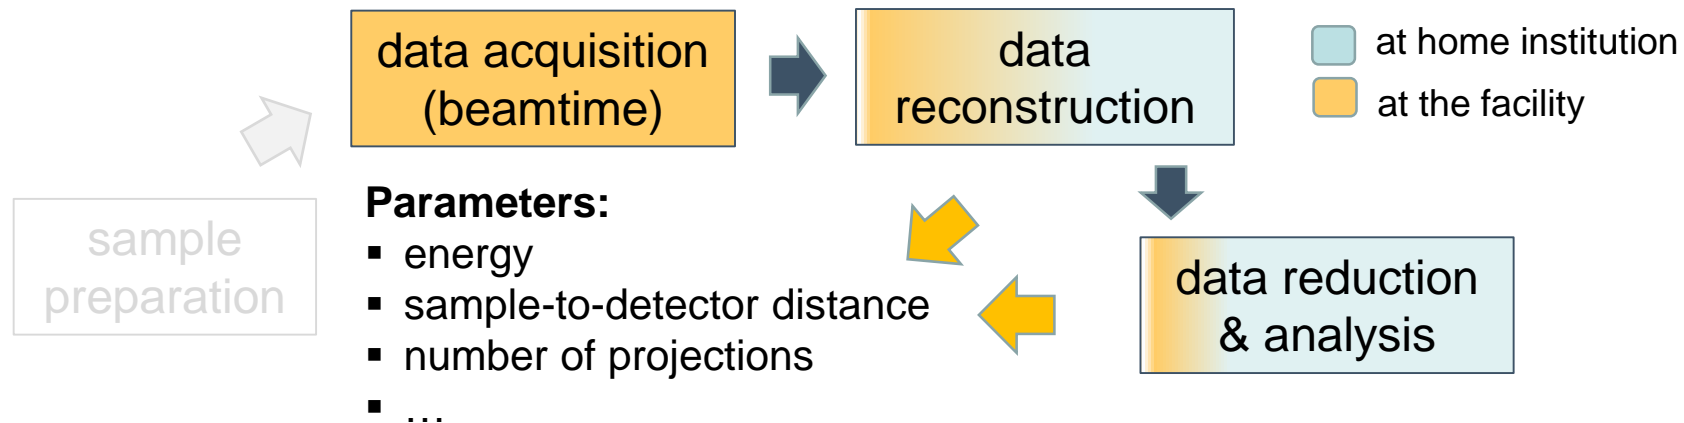 data acquisition
(beamtime)
data
reconstruction
at home institution
at the facility
sample
preparation
Parameters:
▪ energy
▪ sample-to-detector distance
▪ number of projections
▪ ...
data reduction
& analysis